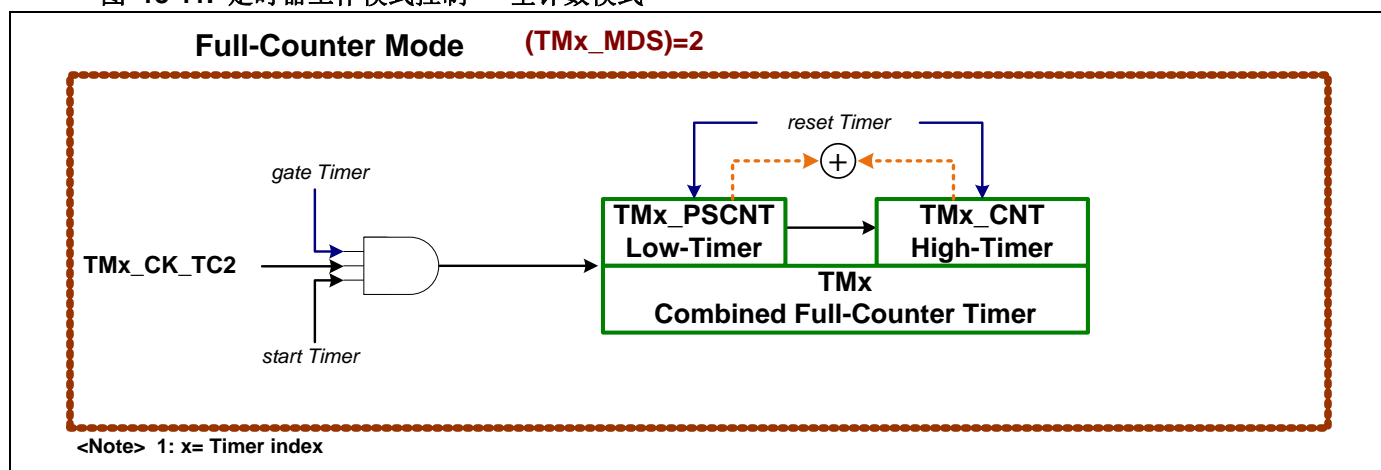 Full-Counter Mode (TMx_MDS)=2
reset Timer
gate Timer
TMx_PSCNT
Low-Timer
TMx_CNT
High-Timer
TMx_CK_TC2
TMx
Combined Full-Counter Timer
start Timer
<Note> 1: x= Timer index